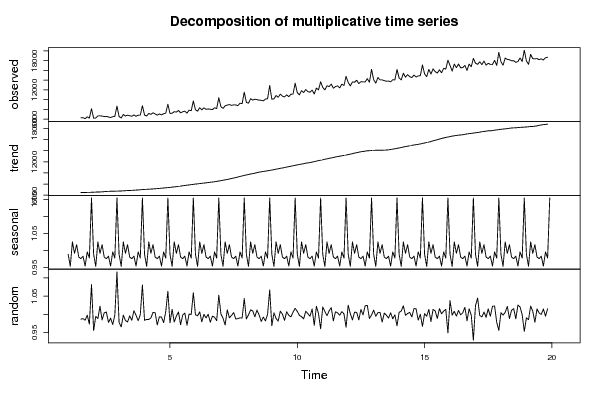 Decomposition of multiplicative time series
observed
18000
12000
trend
18000
12000
seasonal
1.05
0.95
random
1.05
0.95
5
10
15
20
Time